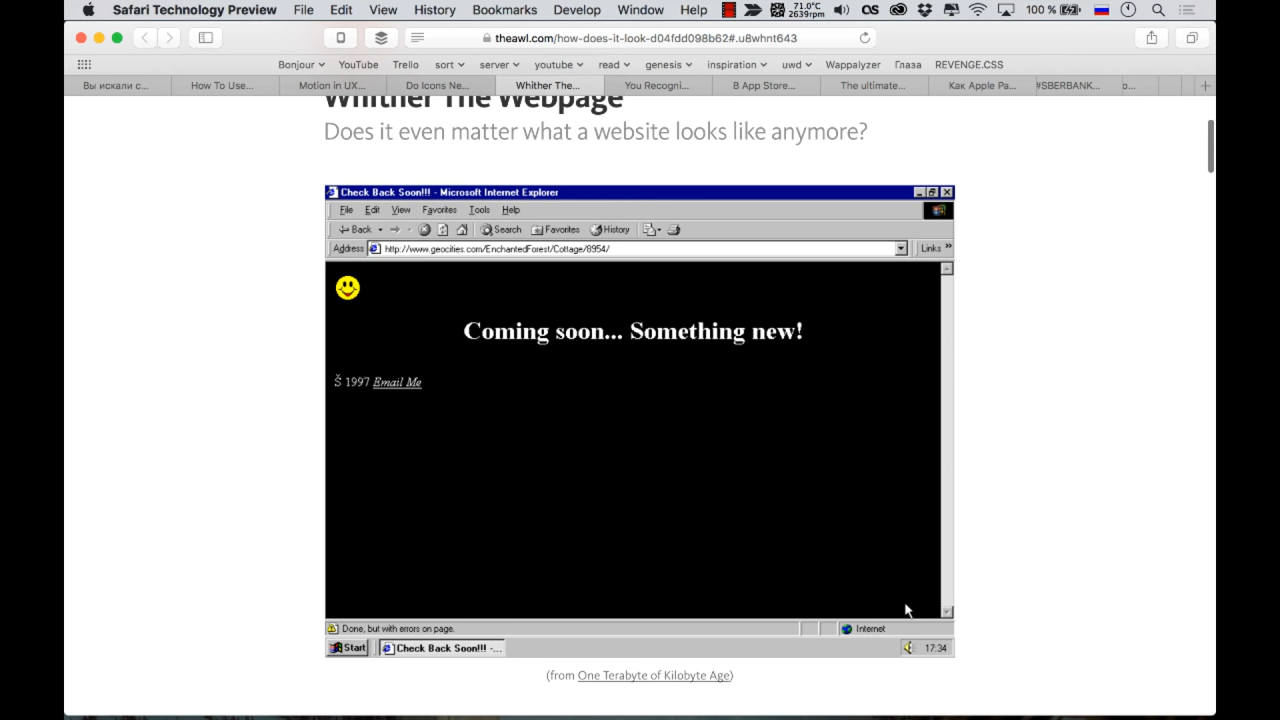 Safari Technology Preview File Edit View History Bookmarks Develop Window Help 71.0°C 2639rpm 100 %
theawl.com/how-does-it-look-d04fdd098b62#.u8whnt643
Bonjour YouTube Trello sort server youtube read genesis inspiration uwd Wappalyzer Глаза REVENGE.CSS
Вы искали с... How To Use... Motion in UX... Do Icons Ne... Whither The... You Recogni... В App Store... The ultimate... Как Apple Pa... #SBERBANK...
Whither The Webpage
Does it even matter what a website looks like anymore?
Check Back Soon!!! - Microsoft Internet Explorer
File Edit View Favorites Tools Help
Back Search Favorites History
Address http://www.geocities.com/EnchantedForest/Cottage/8954/ Links »
Coming soon... Something new!
Š 1997 Email Me
Done, but with errors on page. Internet
Start Check Back Soon!!! -... 17:34
(from One Terabyte of Kilobyte Age)